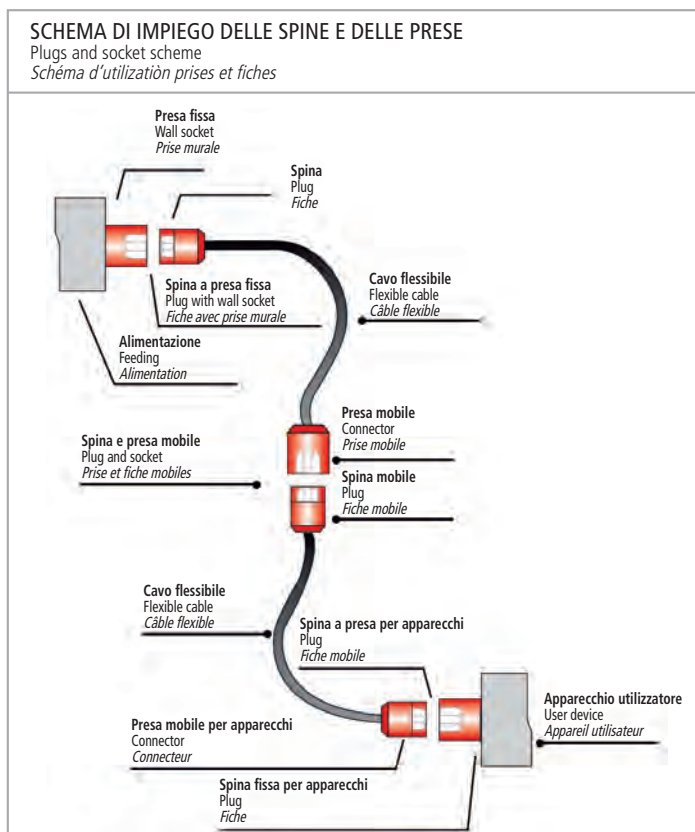 SCHEMA DI IMPIEGO DELLE SPINE E DELLE PRESE
Plugs and socket scheme
Schéma d'utilizatiòn prises et fiches
Presa fissa
Wall socket
Prise murale
Spina
Plug
Fiche
Spina a presa fissa
Plug with wall socket
Fiche avec prise murale
Cavo flessibile
Flexible cable
Câble flexible
Alimentazione
Feeding
Alimentation
Presa mobile
Connector
Prise mobile
Spina e presa mobile
Plug and socket
Prise et fiche mobiles
Spina mobile
Plug
Fiche mobile
Cavo flessibile
Flexible cable
Câble flexible
Spina a presa per apparecchi
Plug
Fiche mobile
Apparecchio utilizzatore
User device
Appareil utilisateur
Presa mobile per apparecchi
Connector
Connecteur
Spina fissa per apparecchi
Plug
Fiche